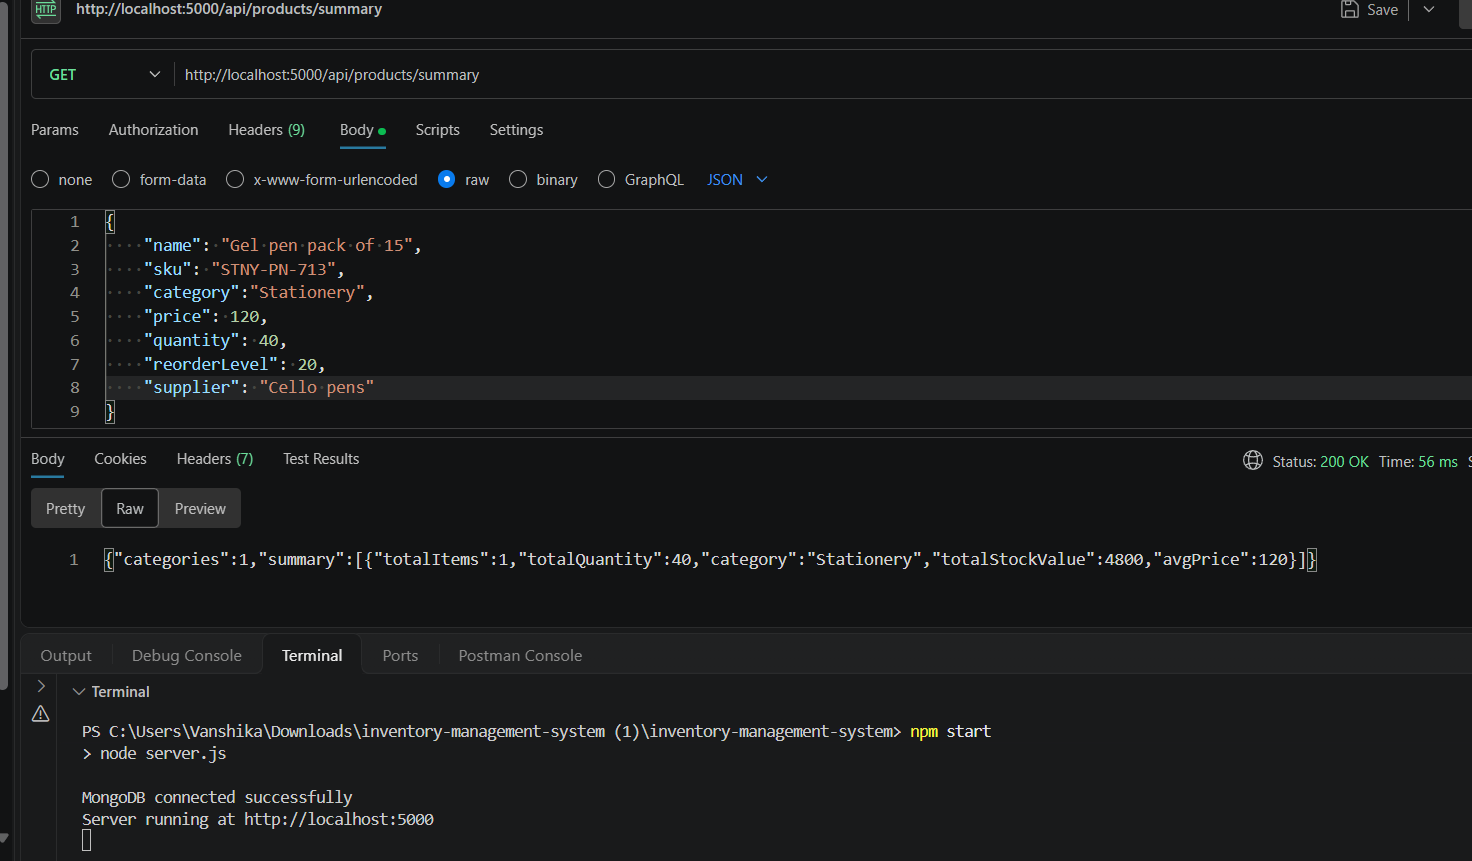 HTTP http://localhost:5000/api/products/summary Save
GET http://localhost:5000/api/products/summary
Params Authorization Headers (9) Body Scripts Settings
none form-data x-www-form-urlencoded raw binary GraphQL JSON
1 {
2 "name": "Gel pen pack of 15",
3 "sku": "STNY-PN-713",
4 "category":"Stationery",
5 "price": 120,
6 "quantity": 40,
7 "reorderLevel": 20,
8 "supplier": "Cello pens"
9 }
Body Cookies Headers (7) Test Results Status: 200 OK Time: 56 ms
Pretty Raw Preview
1 {"categories":1,"summary":[{"totalItems":1,"totalQuantity":40,"category":"Stationery","totalStockValue":4800,"avgPrice":120}]}
Output Debug Console Terminal Ports Postman Console
Terminal
PS C:\Users\Vanshika\Downloads\inventory-management-system (1)\inventory-management-system> npm start
> node server.js
MongoDB connected successfully
Server running at http://localhost:5000